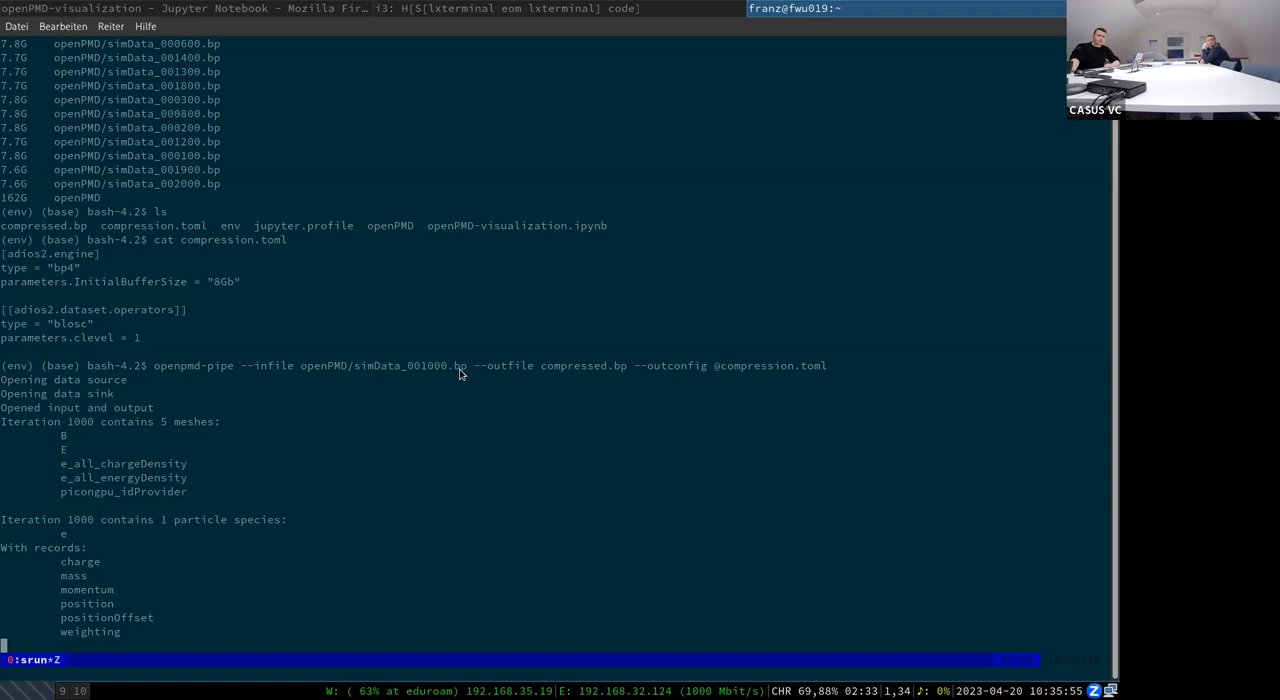 openPMD-visualization - Jupyter Notebook - Mozilla Fir… i3: H[S[lxterminal eom lxterminal] code] franz@fwu019:~
Datei Bearbeiten Reiter Hilfe
7.8G openPMD/simData_000600.bp
7.7G openPMD/simData_001400.bp
7.7G openPMD/simData_001300.bp
7.7G openPMD/simData_001800.bp
7.8G openPMD/simData_000300.bp
7.8G openPMD/simData_000800.bp
7.8G openPMD/simData_000200.bp
7.7G openPMD/simData_001200.bp
7.8G openPMD/simData_000100.bp
7.6G openPMD/simData_001900.bp
7.6G openPMD/simData_002000.bp
162G openPMD
(env) (base) bash-4.2$ ls
compressed.bp compression.toml env jupyter.profile openPMD openPMD-visualization.ipynb
(env) (base) bash-4.2$ cat compression.toml
[adios2.engine]
type = "bp4"
parameters.InitialBufferSize = "8Gb"
[[adios2.dataset.operators]]
type = "blosc"
parameters.clevel = 1
(env) (base) bash-4.2$ openpmd-pipe --infile openPMD/simData_001000.bp --outfile compressed.bp --outconfig @compression.toml
Opening data source
Opening data sink
Opened input and output
Iteration 1000 contains 5 meshes:
B
E
e_all_chargeDensity
e_all_energyDensity
picongpu_idProvider
Iteration 1000 contains 1 particle species:
e
With records:
charge
mass
momentum
position
positionOffset
weighting
0:srun*Z
9 10 W: ( 63% at eduroam) 192.168.35.19|E: 192.168.32.124 (1000 Mbit/s)|CHR 69,88% 02:33|1,34|♪: 0%|2023-04-20 10:35:55 Z
CASUS VC